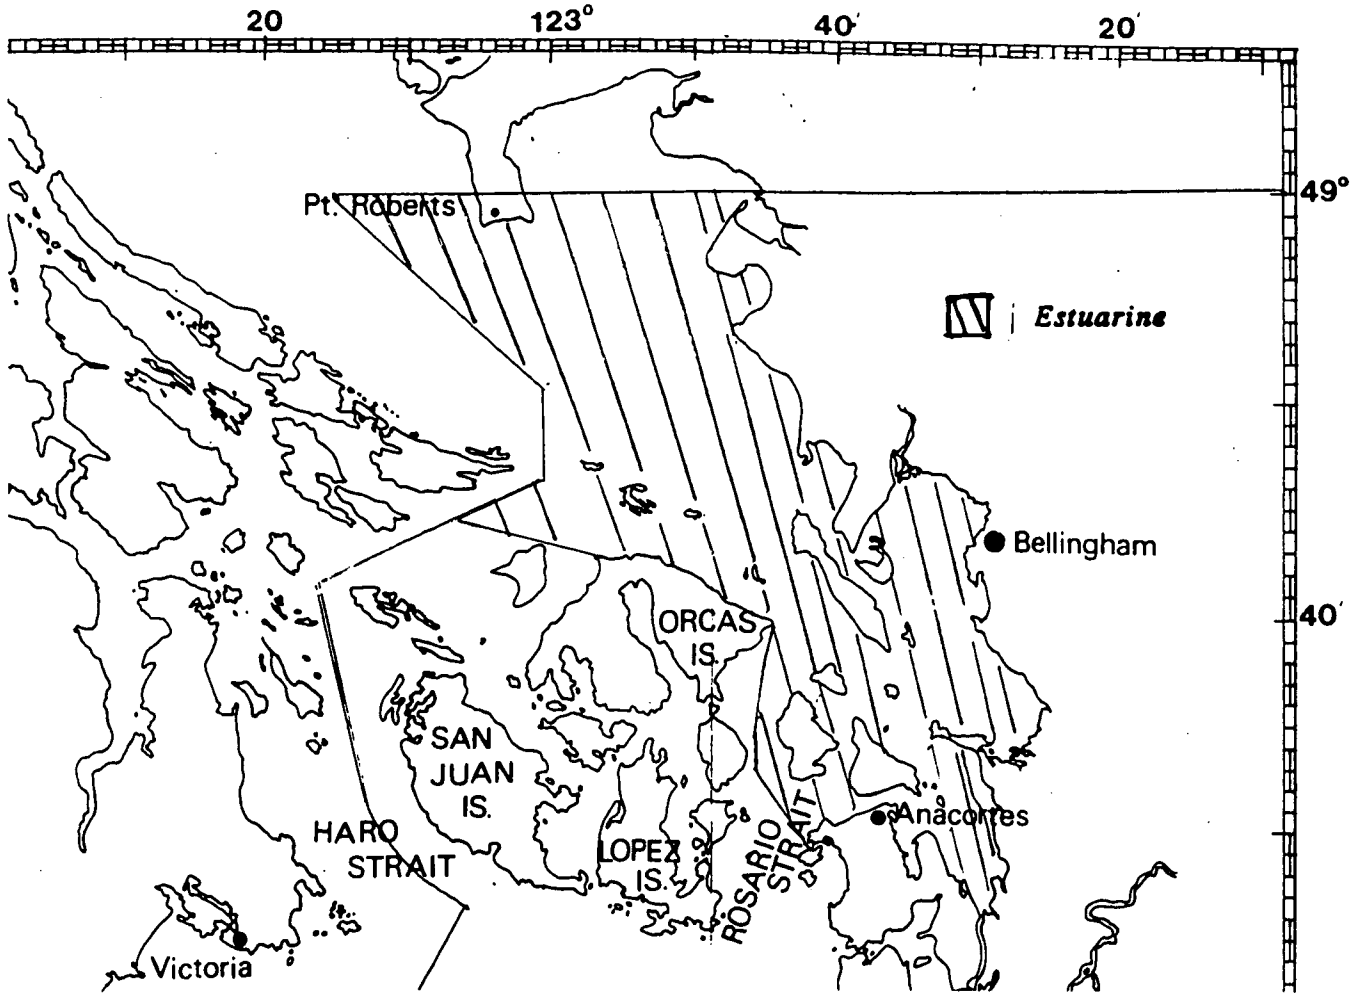 20 123° 40' 20'
49°
Pt. Roberts
Estuarine
Bellingham
40'
ORCAS
IS.
SAN
JUAN
IS.
HARO
STRAIT
LOPEZ
IS.
ROSARIO
STRAIT
Anacortes
Victoria